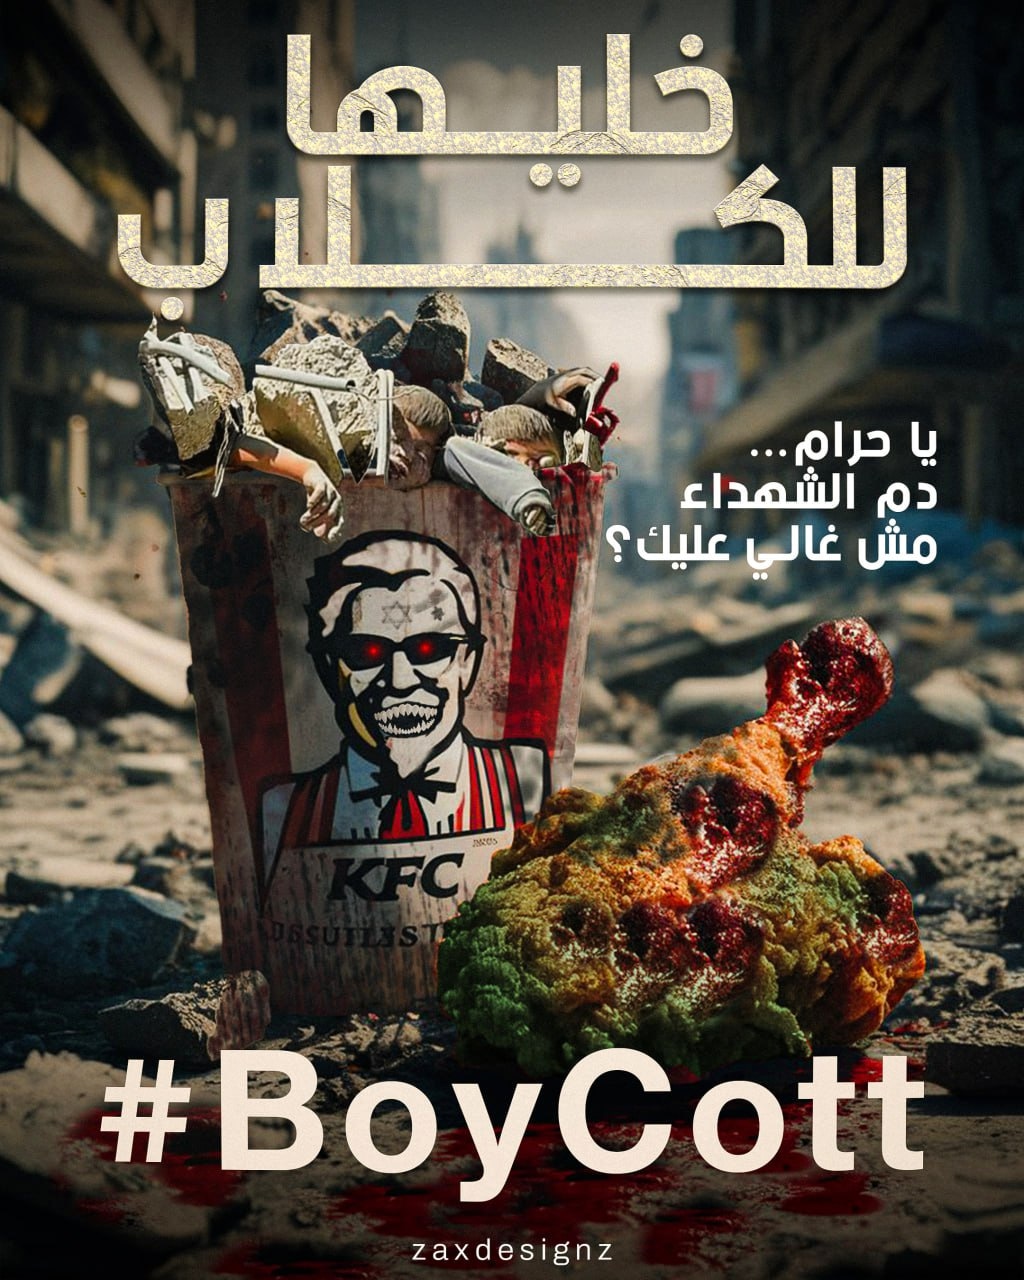 خليها
للكلاب
يا حرام...
دم الشهداء
مش غالي عليك؟
KFC
#BoyCott
zaxdesignz